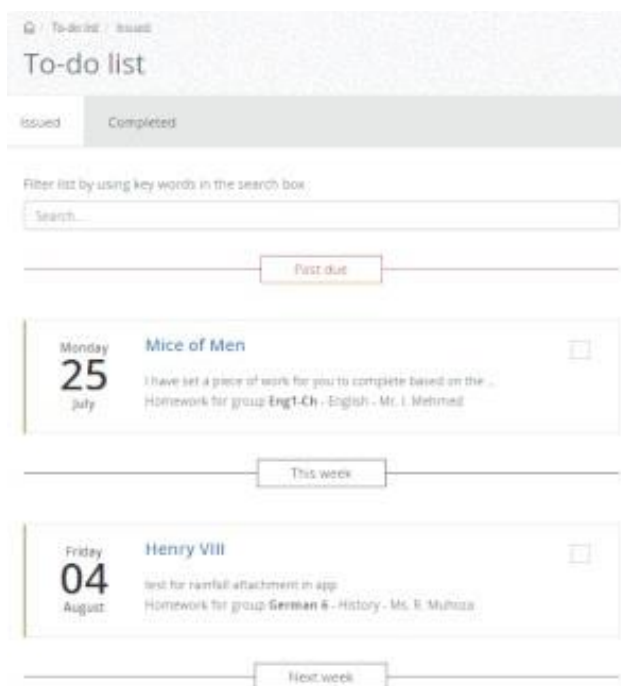 To-do list / Issued
To-do list
Issued
Completed
Filter list by using key words in the search box
Search...
Past due
Monday
25
July
Mice of Men
I have set a piece of work for you to complete based on the ...
Homework for group Eng1-Ch - English - Mr. I. Mehmed
This week
Friday
04
August
Henry VIII
test for rainfall attachment in app
Homework for group German 6 - History - Ms. R. Muhoza
Next week